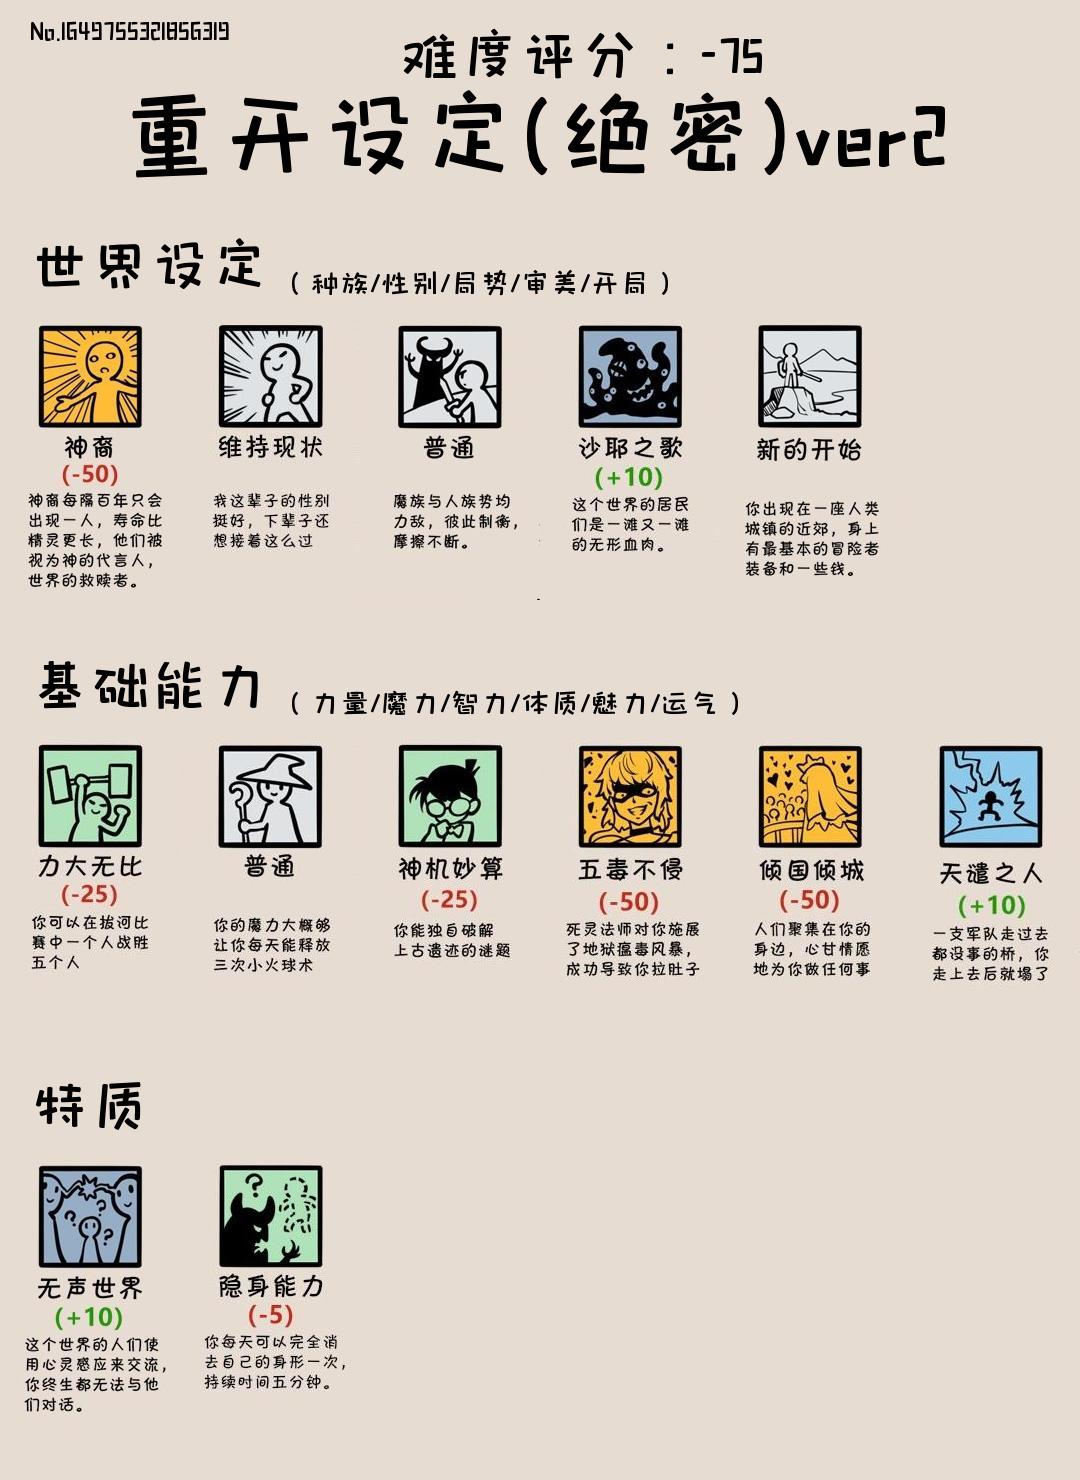 No.1649755321856319
难度评分：-75
重开设定(绝密)ver2
世界设定（种族/性别/局势/审美/开局）
神裔
(-50)
神裔每隔百年只会
出现一人，寿命比
精灵更长，他们被
视为神的代言人，
世界的救赎者。
维持现状
我这辈子的性别
挺好，下辈子还
想接着这么过
普通
魔族与人族势均
力敌，彼此制衡，
摩擦不断。
沙耶之歌
(+10)
这个世界的居民
们是一滩又一滩
的无形血肉。
新的开始
你出现在一座人类
城镇的近郊，身上
有最基本的冒险者
装备和一些钱。
基础能力（力量/魔力/智力/体质/魅力/运气）
力大无比
(-25)
你可以在拔河比
赛中一个人战胜
五个人
普通
你的魔力大概够
让你每天能释放
三次小火球术
神机妙算
(-25)
你能独自破解
上古遗迹的谜题
五毒不侵
(-50)
死灵法师对你施展
了地狱瘟毒风暴，
成功导致你拉肚子
倾国倾城
(-50)
人们聚集在你的
身边，心甘情愿
地为你做任何事
天谴之人
(+10)
一支军队走过去
都没事的桥，你
走上去后就塌了
特质
无声世界
(+10)
这个世界的人们使
用心灵感应来交流，
你终生都无法与他
们对话。
隐身能力
(-5)
你每天可以完全消
去自己的身形一次，
持续时间五分钟。